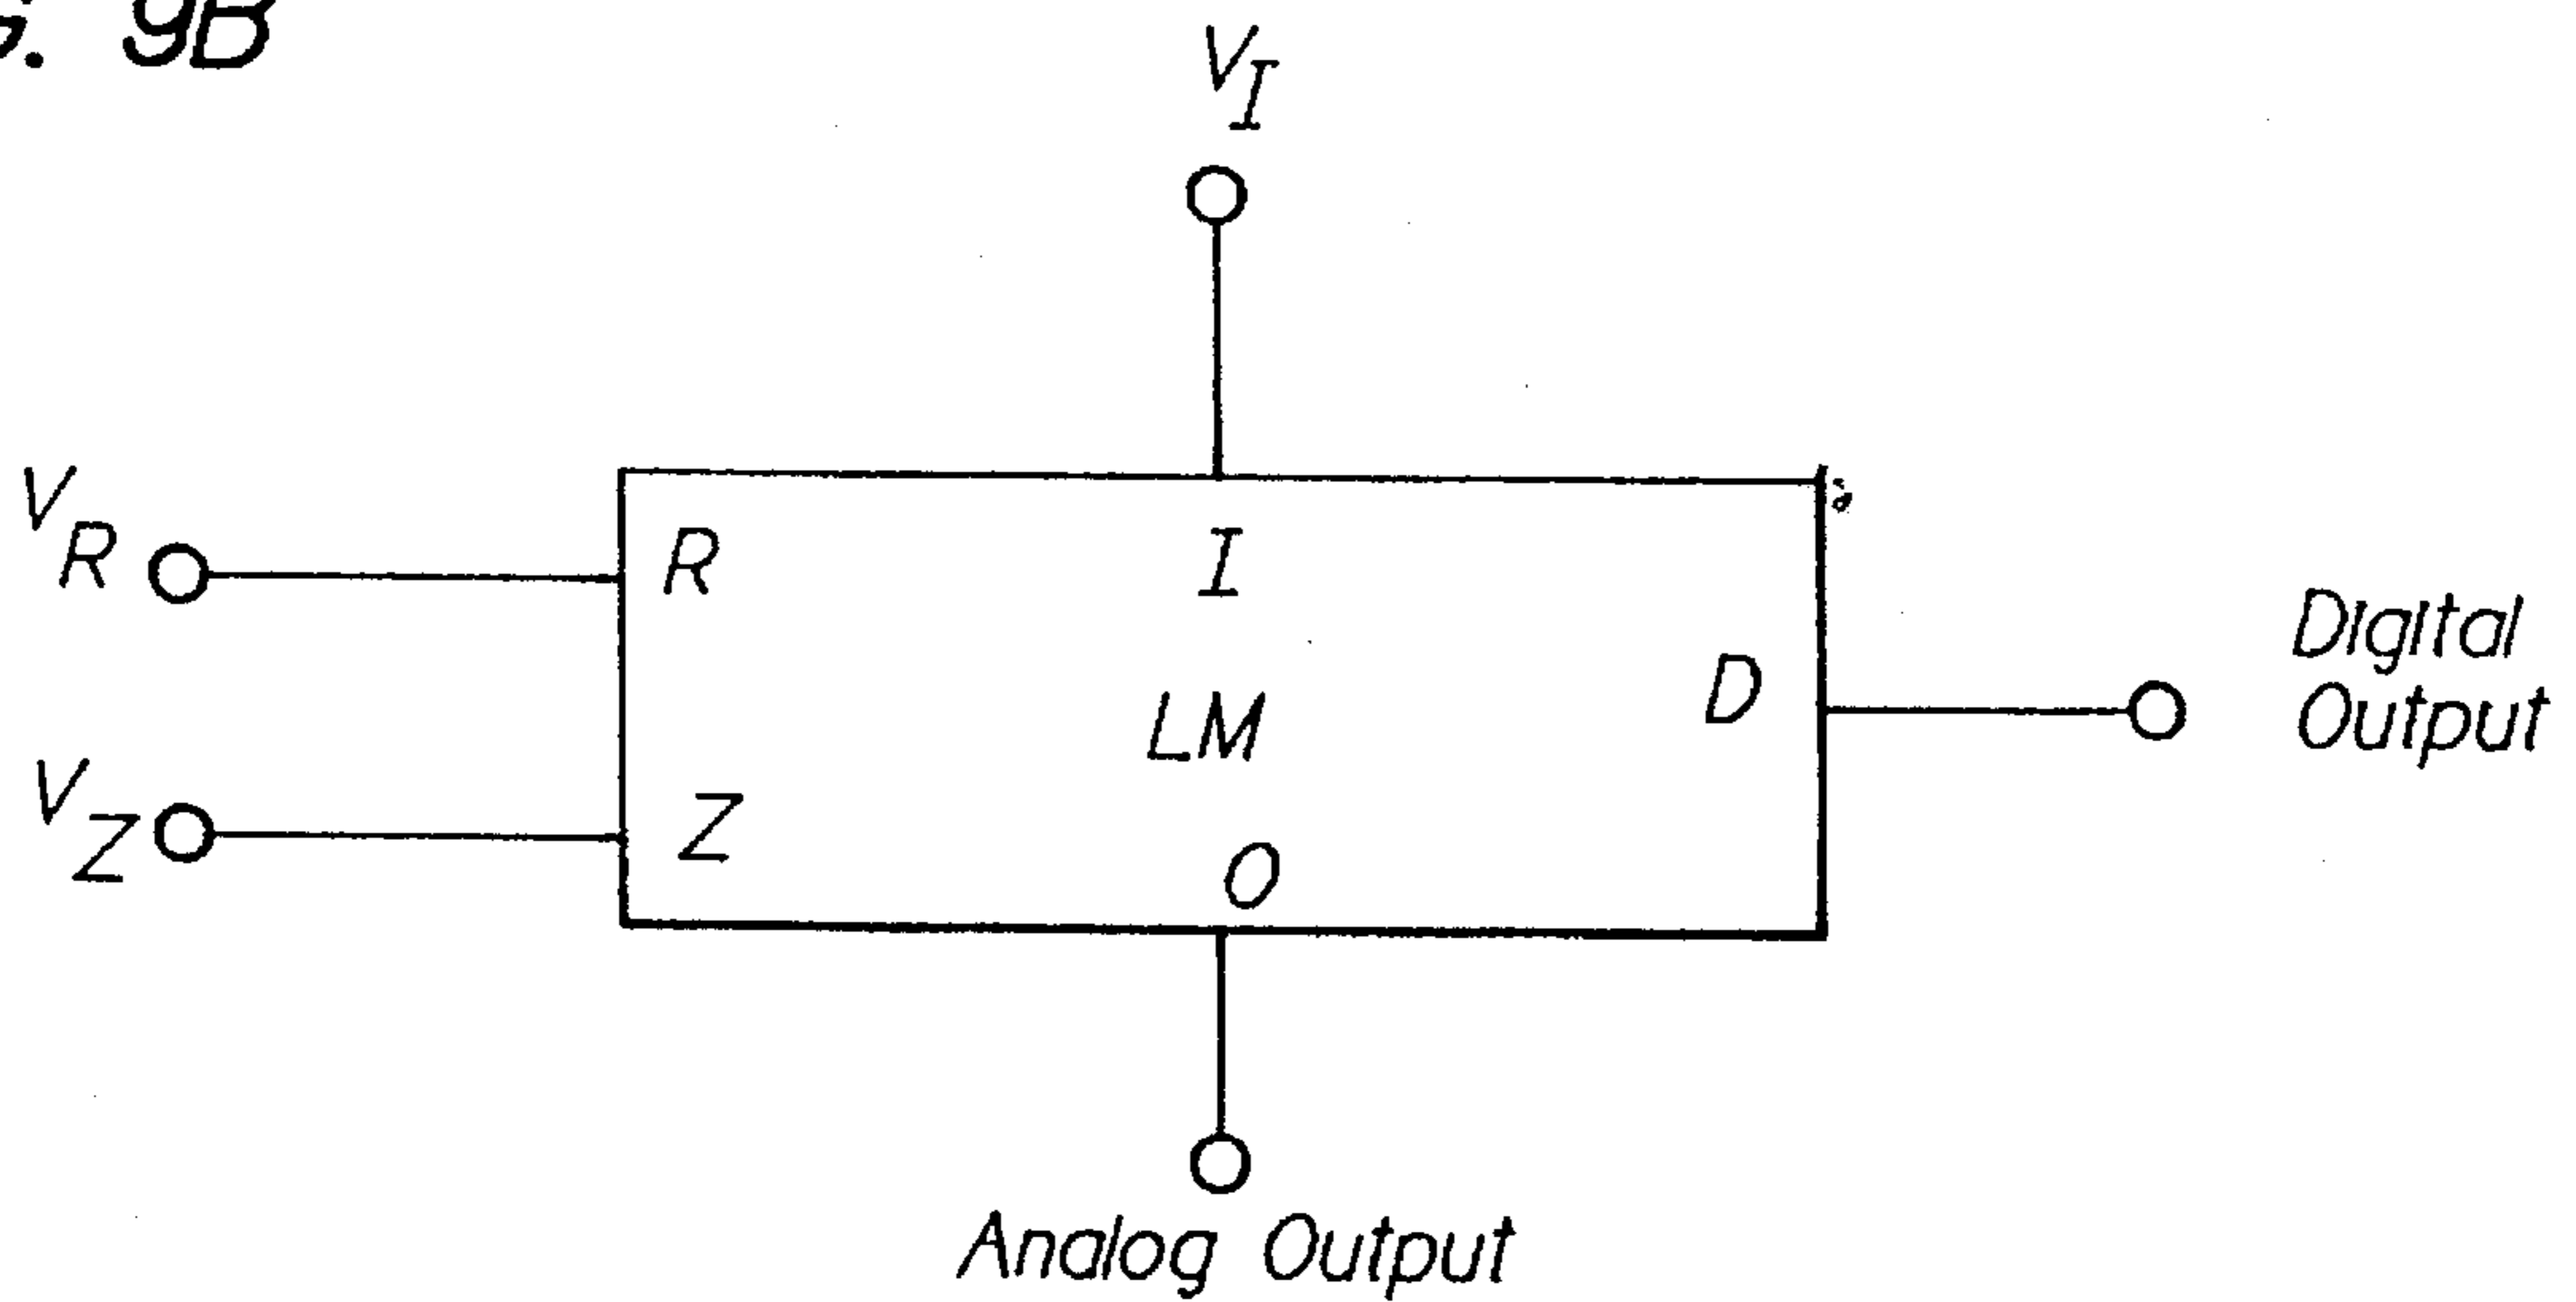 9B
V_I
V_R
R
I
Digital
Output
LM
D
V_Z
Z
O
Analog Output